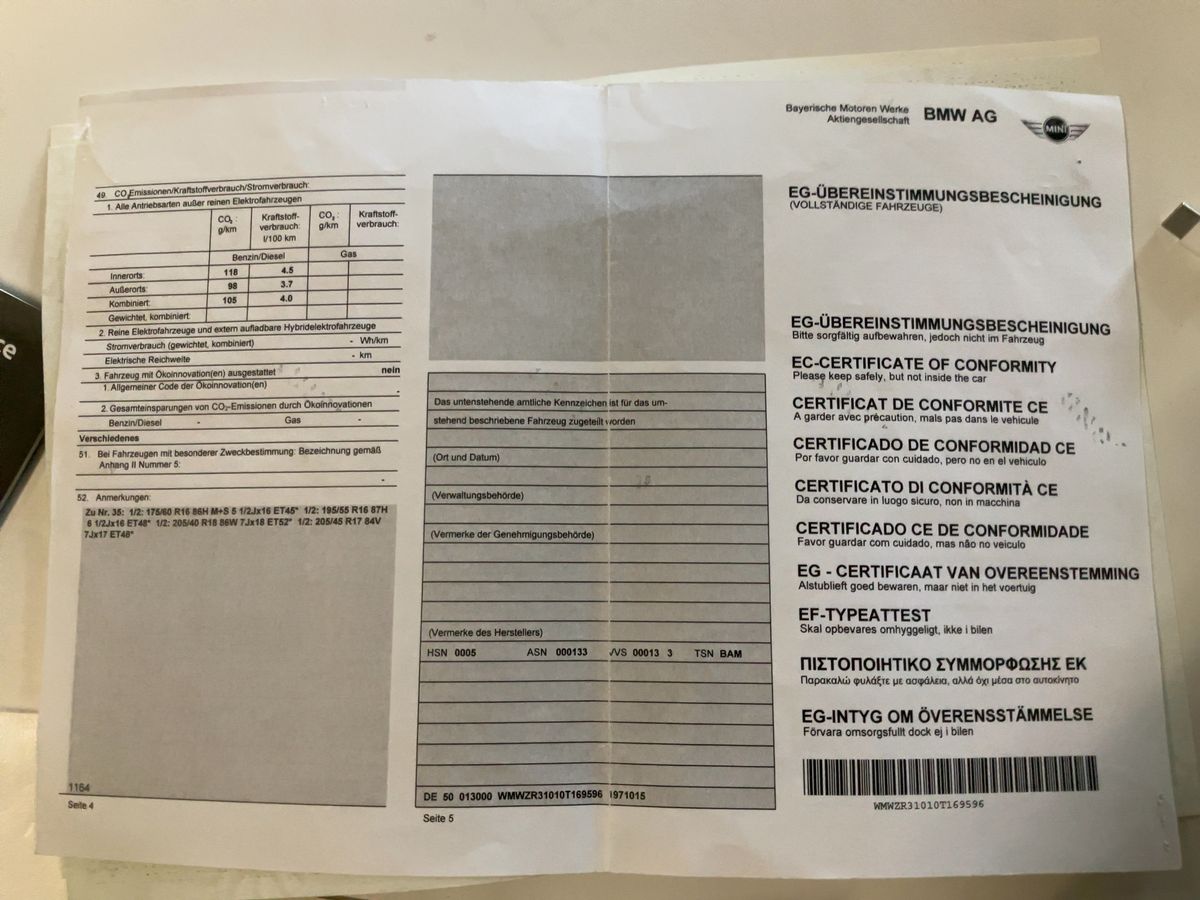 ce
49. CO₂Emissionen/Kraftstoffverbrauch/Stromverbrauch:
1. Alle Antriebsarten außer reinen Elektrofahrzeugen
CO₂ : g/km Kraftstoff-verbrauch: l/100 km CO₂ : g/km Kraftstoff-verbrauch:
Benzin/Diesel Gas
Innerorts: 118 4.5
Außerorts: 98 3.7
Kombiniert: 105 4.0
Gewichtet, kombiniert:
2. Reine Elektrofahrzeuge und extern aufladbare Hybridelektrofahrzeuge
Stromverbrauch (gewichtet, kombiniert) - Wh/km
Elektrische Reichweite - km
3. Fahrzeug mit Ökoinnovation(en) ausgestattet nein
1. Allgemeiner Code der Ökoinnovation(en) -
2. Gesamteinsparungen von CO₂-Emissionen durch Ökoinnovationen
Benzin/Diesel - Gas -
Verschiedenes
51. Bei Fahrzeugen mit besonderer Zweckbestimmung: Bezeichnung gemäß
Anhang II Nummer 5:
-
52. Anmerkungen:
Zu Nr. 35: 1/2: 175/60 R16 86H M+S 5 1/2Jx16 ET45* 1/2: 195/55 R16 87H
6 1/2Jx16 ET48* 1/2: 205/40 R18 86W 7Jx18 ET52* 1/2: 205/45 R17 84V
7Jx17 ET48*
1164
Seite 4
Das untenstehende amtliche Kennzeichen ist für das um-
stehend beschriebene Fahrzeug zugeteilt worden
(Ort und Datum)
(Verwaltungsbehörde)
(Vermerke der Genehmigungsbehörde)
(Vermerke des Herstellers)
HSN 0005 ASN 000133 VVS 00013 3 TSN BAM
DE 50 013000 WMWZR31010T169596 1971015
Seite 5
Bayerische Motoren Werke
Aktiengesellschaft BMW AG
MINI
EG-ÜBEREINSTIMMUNGSBESCHEINIGUNG
(VOLLSTÄNDIGE FAHRZEUGE)
EG-ÜBEREINSTIMMUNGSBESCHEINIGUNG
Bitte sorgfältig aufbewahren, jedoch nicht im Fahrzeug
EC-CERTIFICATE OF CONFORMITY
Please keep safely, but not inside the car
CERTIFICAT DE CONFORMITE CE
A garder avec précaution, mais pas dans le vehicule
CERTIFICADO DE CONFORMIDAD CE
Por favor guardar con cuidado, pero no en el vehiculo
CERTIFICATO DI CONFORMITÀ CE
Da conservare in luogo sicuro, non in macchina
CERTIFICADO CE DE CONFORMIDADE
Favor guardar com cuidado, mas não no veiculo
EG - CERTIFICAAT VAN OVEREENSTEMMING
Alstublieft goed bewaren, maar niet in het voertuig
EF-TYPEATTEST
Skal opbevares omhyggeligt, ikke i bilen
ΠΙΣΤΟΠΟΙΗΤΙΚΟ ΣΥΜΜΟΡΦΩΣΗΣ ΕΚ
Παρακαλώ φυλάξτε με ασφάλεια, αλλά όχι μέσα στο αυτοκίνητο
EG-INTYG OM ÖVERENSSTÄMMELSE
Förvara omsorgsfullt dock ej i bilen
WMWZR31010T169596